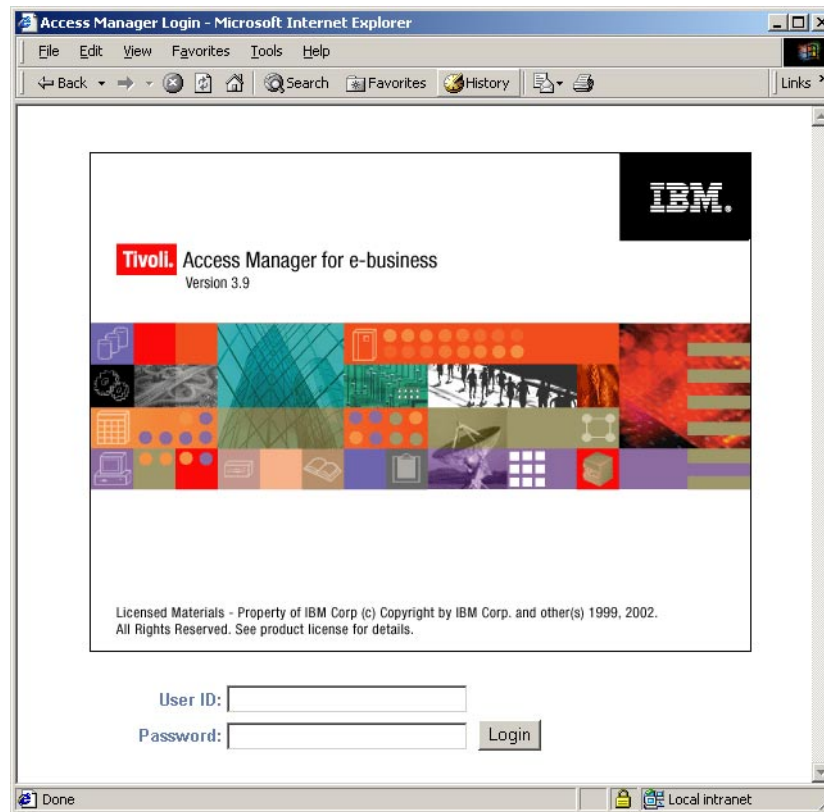 Access Manager Login - Microsoft Internet Explorer
File Edit View Favorites Tools Help
Back Search Favorites History Links
IBM.
Tivoli. Access Manager for e-business
Version 3.9
Licensed Materials - Property of IBM Corp (c) Copyright by IBM Corp. and other(s) 1999, 2002.
All Rights Reserved. See product license for details.
User ID:
Password: Login
Done Local intranet